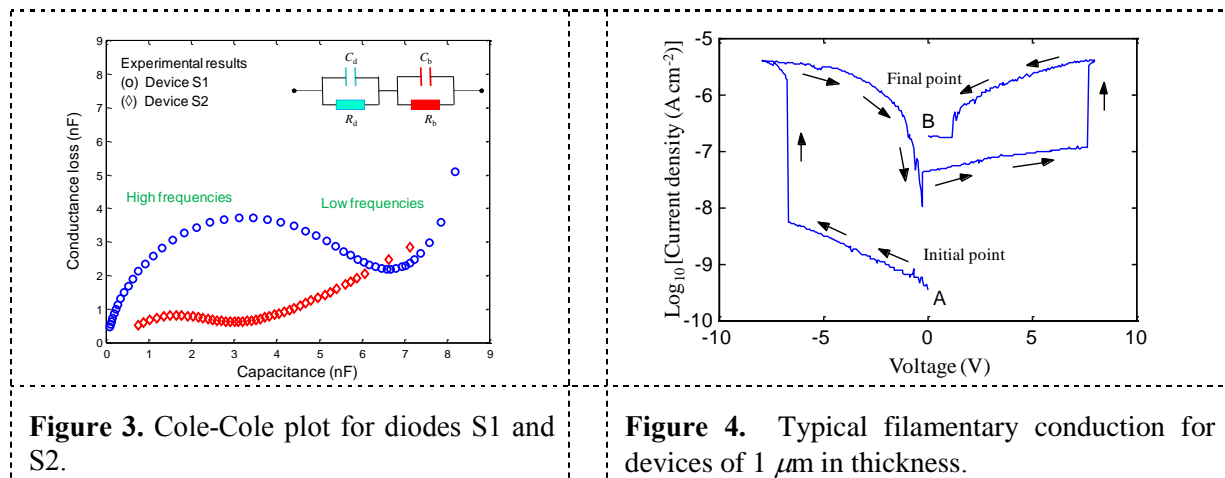 9
8
7
6
5
4
3
2
1
0
0 1 2 3 4 5 6 7 8 9
Conductance loss (nF)
Capacitance (nF)
Experimental results
(o) Device S1
(◊) Device S2
Cd
Cb
Rd
Rb
High frequencies
Low frequencies
Figure 3. Cole-Cole plot for diodes S1 and
S2.
-5
-6
-7
-8
-9
-10
-10 -5 0 5 10
Log10 [Current density (A cm-2)]
Voltage (V)
Final point
B
Initial point
A
Figure 4. Typical filamentary conduction for
devices of 1 μm in thickness.